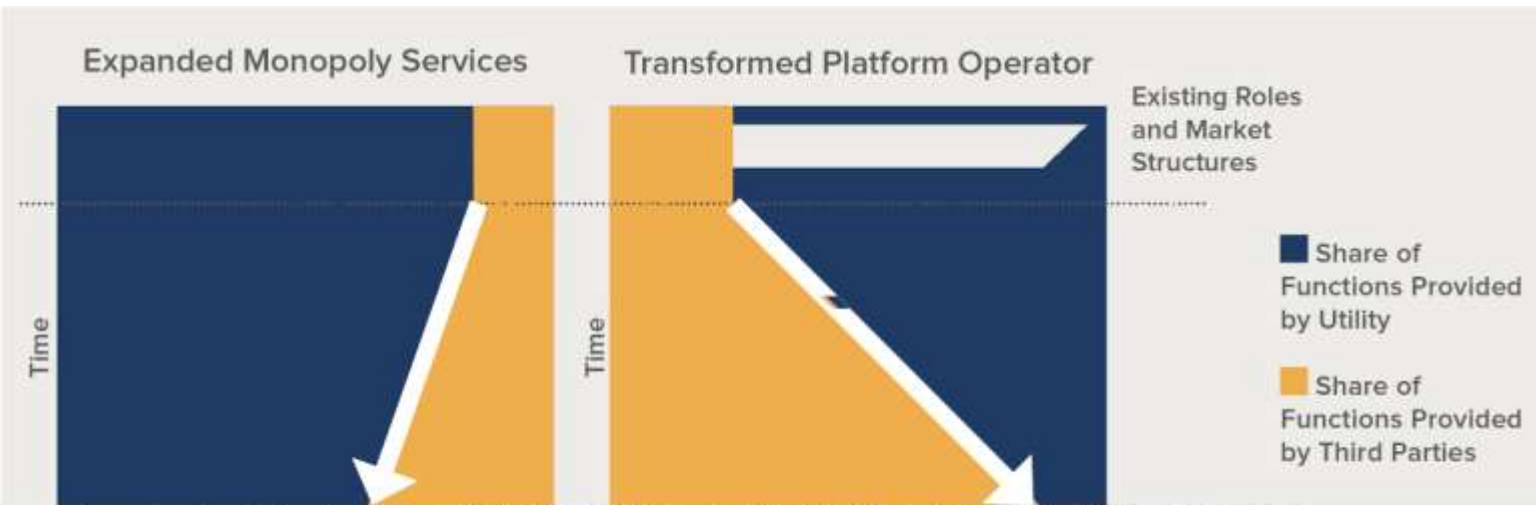 Expanded Monopoly Services
Transformed Platform Operator
Existing Roles
and Market
Structures
Time
Time
Share of
Functions Provided
by Utility
Share of
Functions Provided
by Third Parties